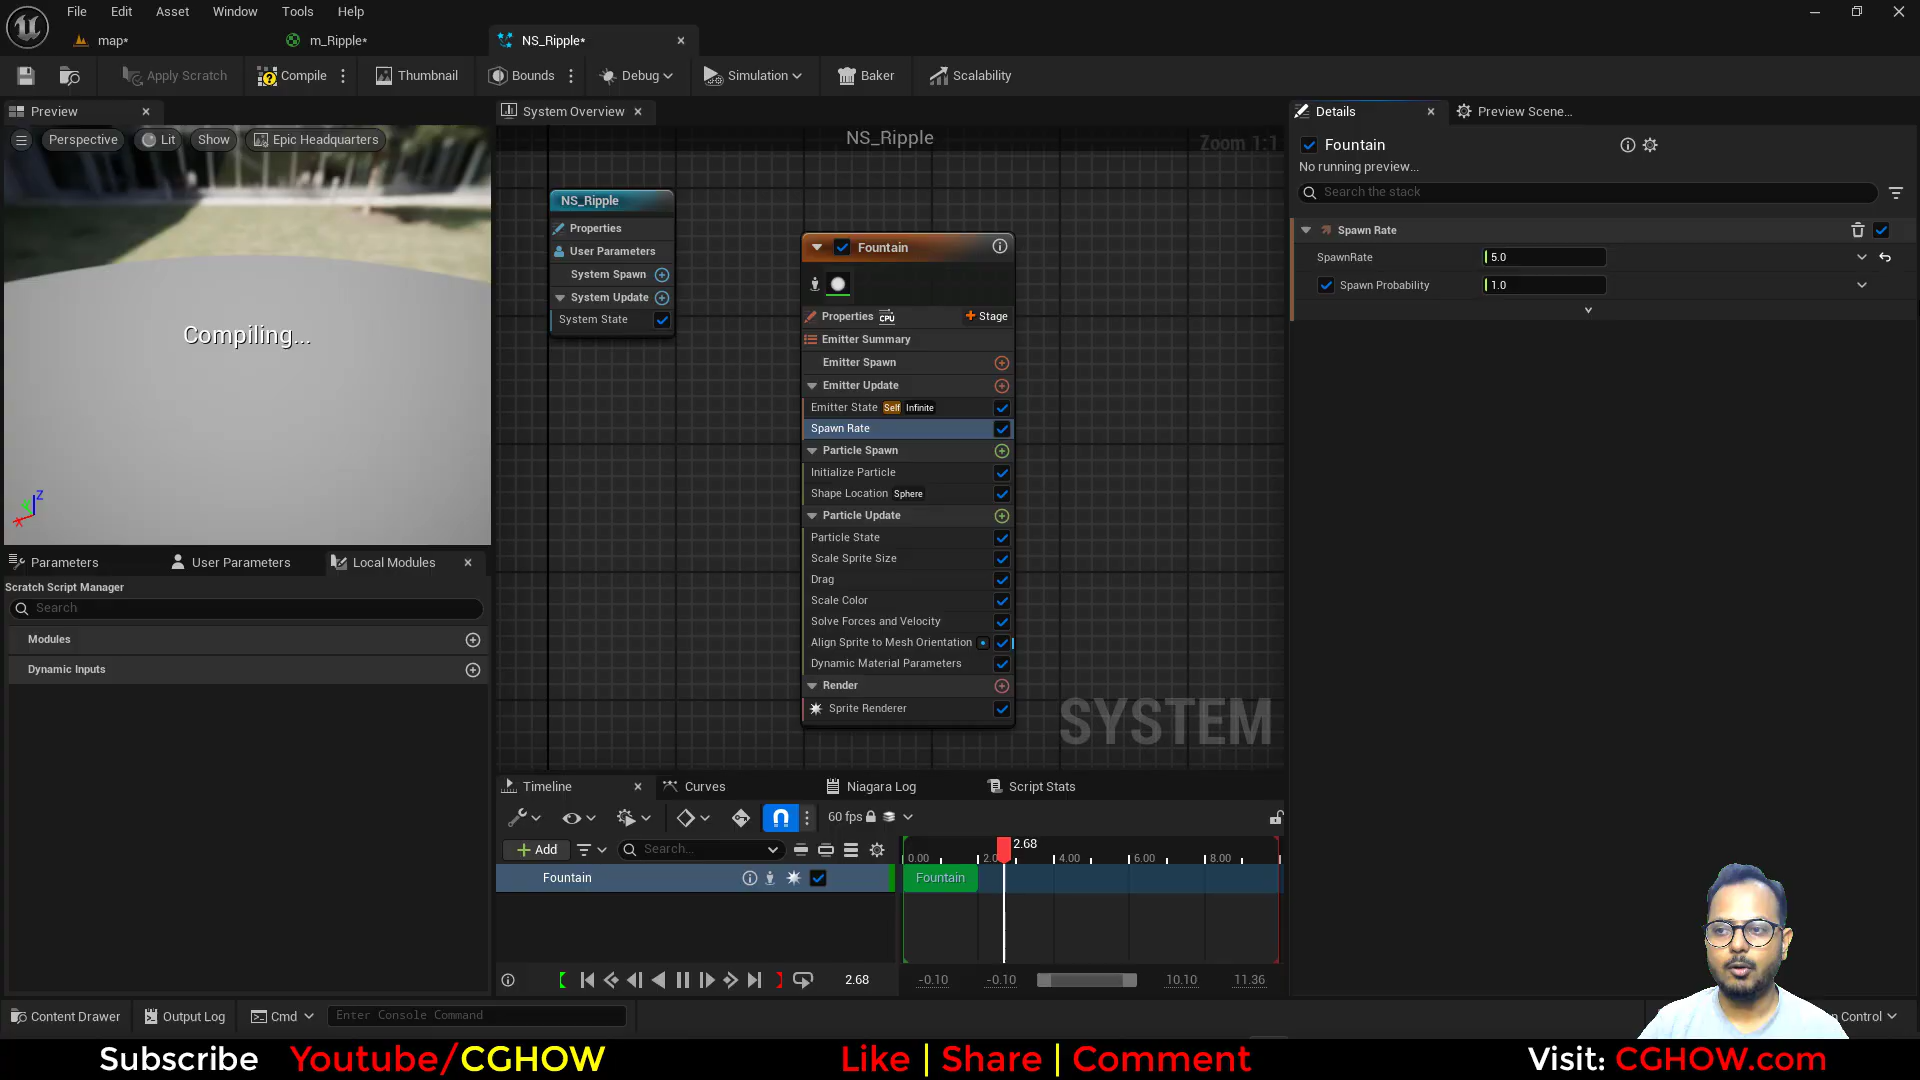 File Edit Asset Window Tools Help
map* m_Ripple* NS_Ripple*
Apply Scratch Compile Thumbnail Bounds Debug Simulation Baker Scalability
Preview System Overview Details Preview Scene...
Perspective Lit Show Epic Headquarters
NS_Ripple
Zoom 1:1
Fountain
No running preview...
Search the stack
Spawn Rate
SpawnRate 5.0
Spawn Probability 1.0
Compiling...
Z
X
NS_Ripple
Properties
User Parameters
System Spawn
System Update
System State
Fountain
Properties CPU Stage
Emitter Summary
Emitter Spawn
Emitter Update
Emitter State Self Infinite
Spawn Rate
Particle Spawn
Initialize Particle
Shape Location Sphere
Particle Update
Particle State
Scale Sprite Size
Drag
Scale Color
Solve Forces and Velocity
Align Sprite to Mesh Orientation
Dynamic Material Parameters
Render
Sprite Renderer
SYSTEM
Parameters User Parameters Local Modules
Scratch Script Manager
Search
Modules
Dynamic Inputs
Timeline Curves Niagara Log Script Stats
60 fps
Add Search...
2.68
0.00 2.0 4.00 6.00 8.00
Fountain Fountain
2.68 -0.10 -0.10 10.10 11.36
Content Drawer Output Log Cmd Enter Console Command Control
Subscribe Youtube/CGHOW Like | Share | Comment Visit: CGHOW.com